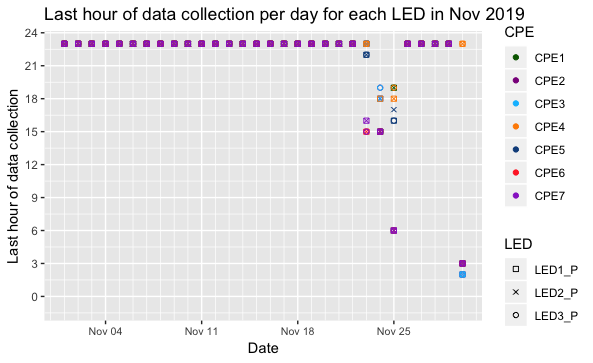 Last hour of data collection per day for each LED in Nov 2019
Last hour of data collection
24
21
18
15
12
9
6
3
0
Nov 04
Nov 11
Nov 18
Nov 25
Date
CPE
CPE1
CPE2
CPE3
CPE4
CPE5
CPE6
CPE7
LED
LED1_P
LED2_P
LED3_P